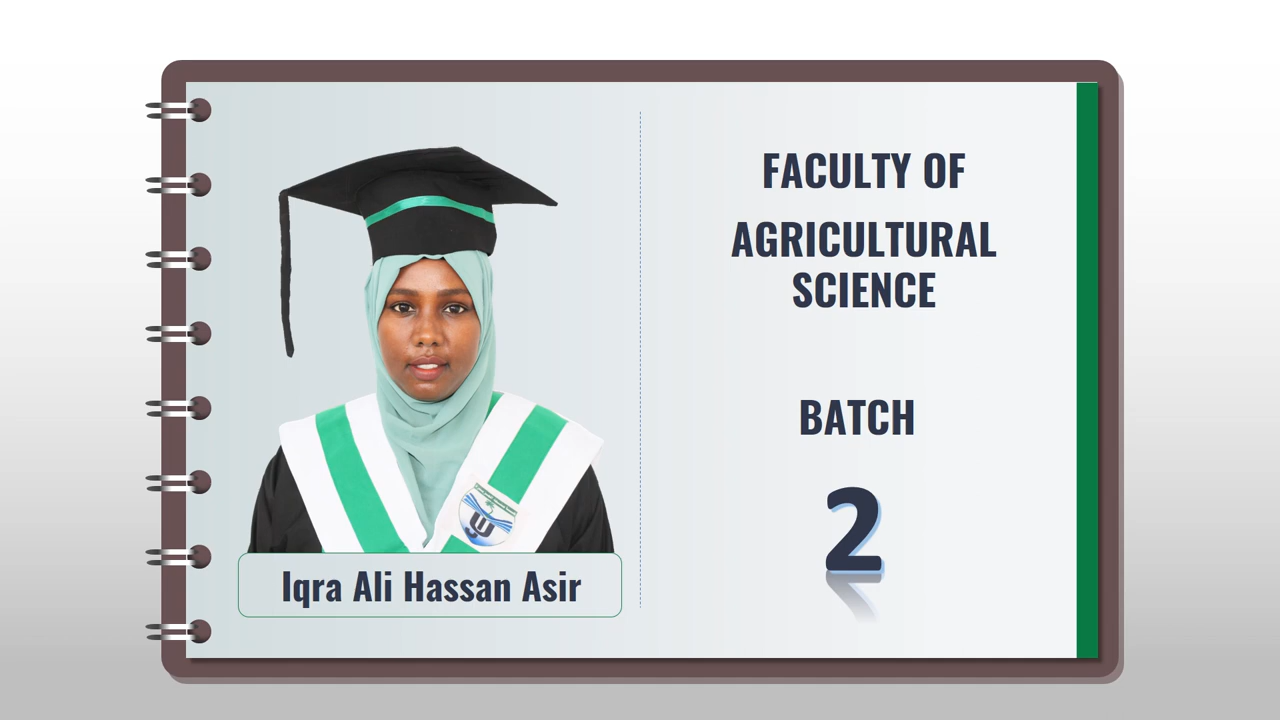 Iqra Ali Hassan Asir
FACULTY OF
AGRICULTURAL
SCIENCE
BATCH
2